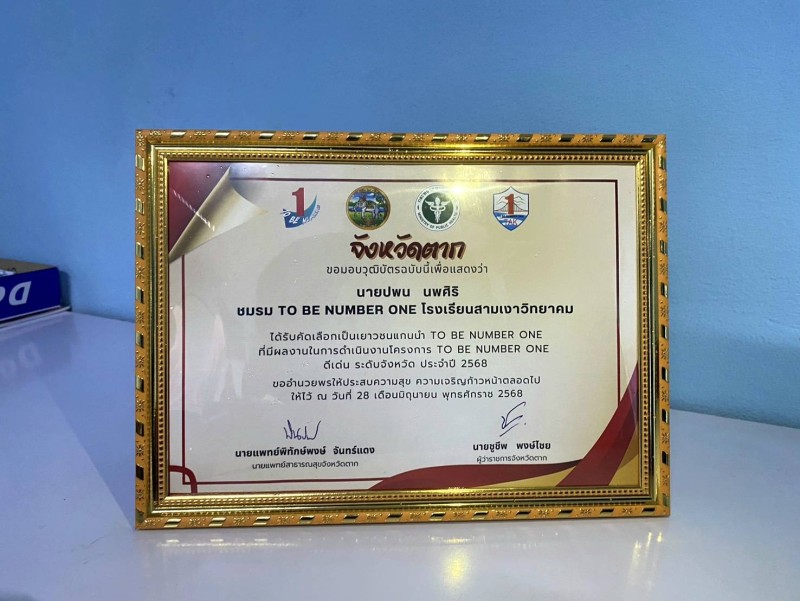 1
BE N
1
TAK
จังหวัดตาก
ขอมอบวุฒิบัตรฉบับนี้เพื่อแสดงว่า
นายปพน นพศิริ
ชมรม TO BE NUMBER ONE โรงเรียนสามเงาวิทยาคม
ได้รับคัดเลือกเป็นเยาวชนแกนนำ TO BE NUMBER ONE
ที่มีผลงานในการดำเนินงานโครงการ TO BE NUMBER ONE
ดีเด่น ระดับจังหวัด ประจำปี 2568
ขออำนวยพรให้ประสบความสุข ความเจริญก้าวหน้าตลอดไป
ให้ไว้ ณ วันที่ 28 เดือนมิถุนายน พุทธศักราช 2568
นายแพทย์พิทักษ์พงษ์ จันทร์แดง
นายแพทย์สาธารณสุขจังหวัดตาก
นายชูชีพ พงษ์ไชย
ผู้ว่าราชการจังหวัดตาก